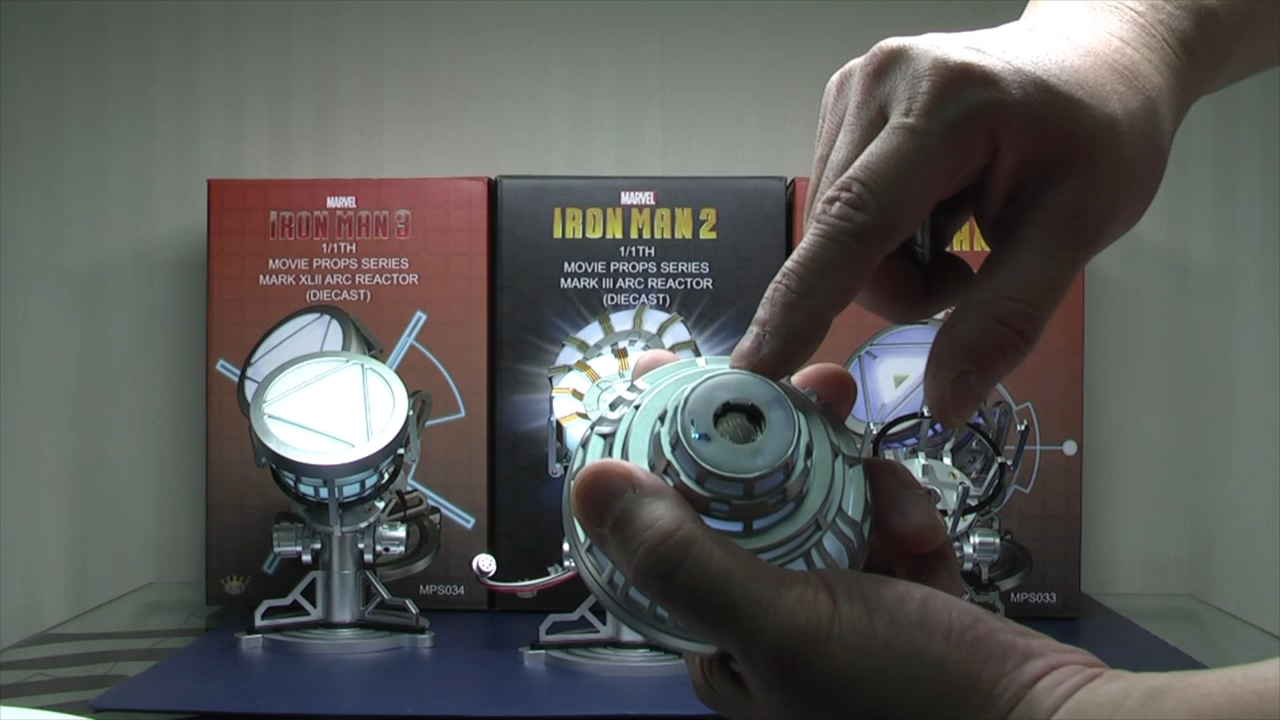 MARVEL
IRON MAN 3
1/1TH
MOVIE PROPS SERIES
MARK XLII ARC REACTOR
(DIECAST)
MPS034
MARVEL
IRON MAN 2
1/1TH
MOVIE PROPS SERIES
MARK III ARC REACTOR
(DIECAST)
MPS033